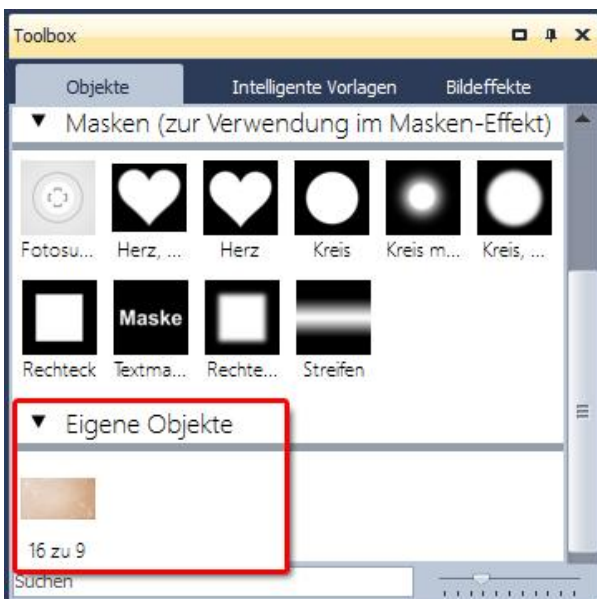 Toolbox
Objekte Intelligente Vorlagen Bildeffekte
Masken (zur Verwendung im Masken-Effekt)
Fotosu... Herz, ... Herz Kreis Kreis m... Kreis, ...
Maske
Rechteck Textma... Rechte... Streifen
Eigene Objekte
16 zu 9
Suchen